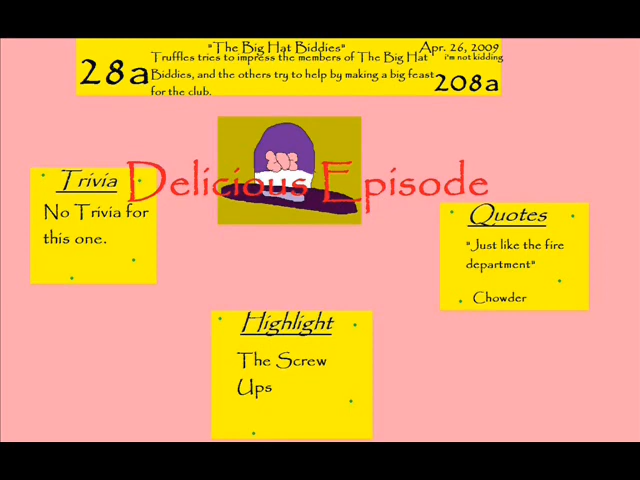 "The Big Hat Biddies"
Apr. 26, 2009
28a
Truffles tries to impress the members of The Big Hat
i'm not kidding
Biddies, and the others try to help by making a big feast
208a
for the club.
Delicious Episode
Trivia
No Trivia for
this one.
Quotes
"Just like the fire
department"
Chowder
Highlight
The Screw
Ups